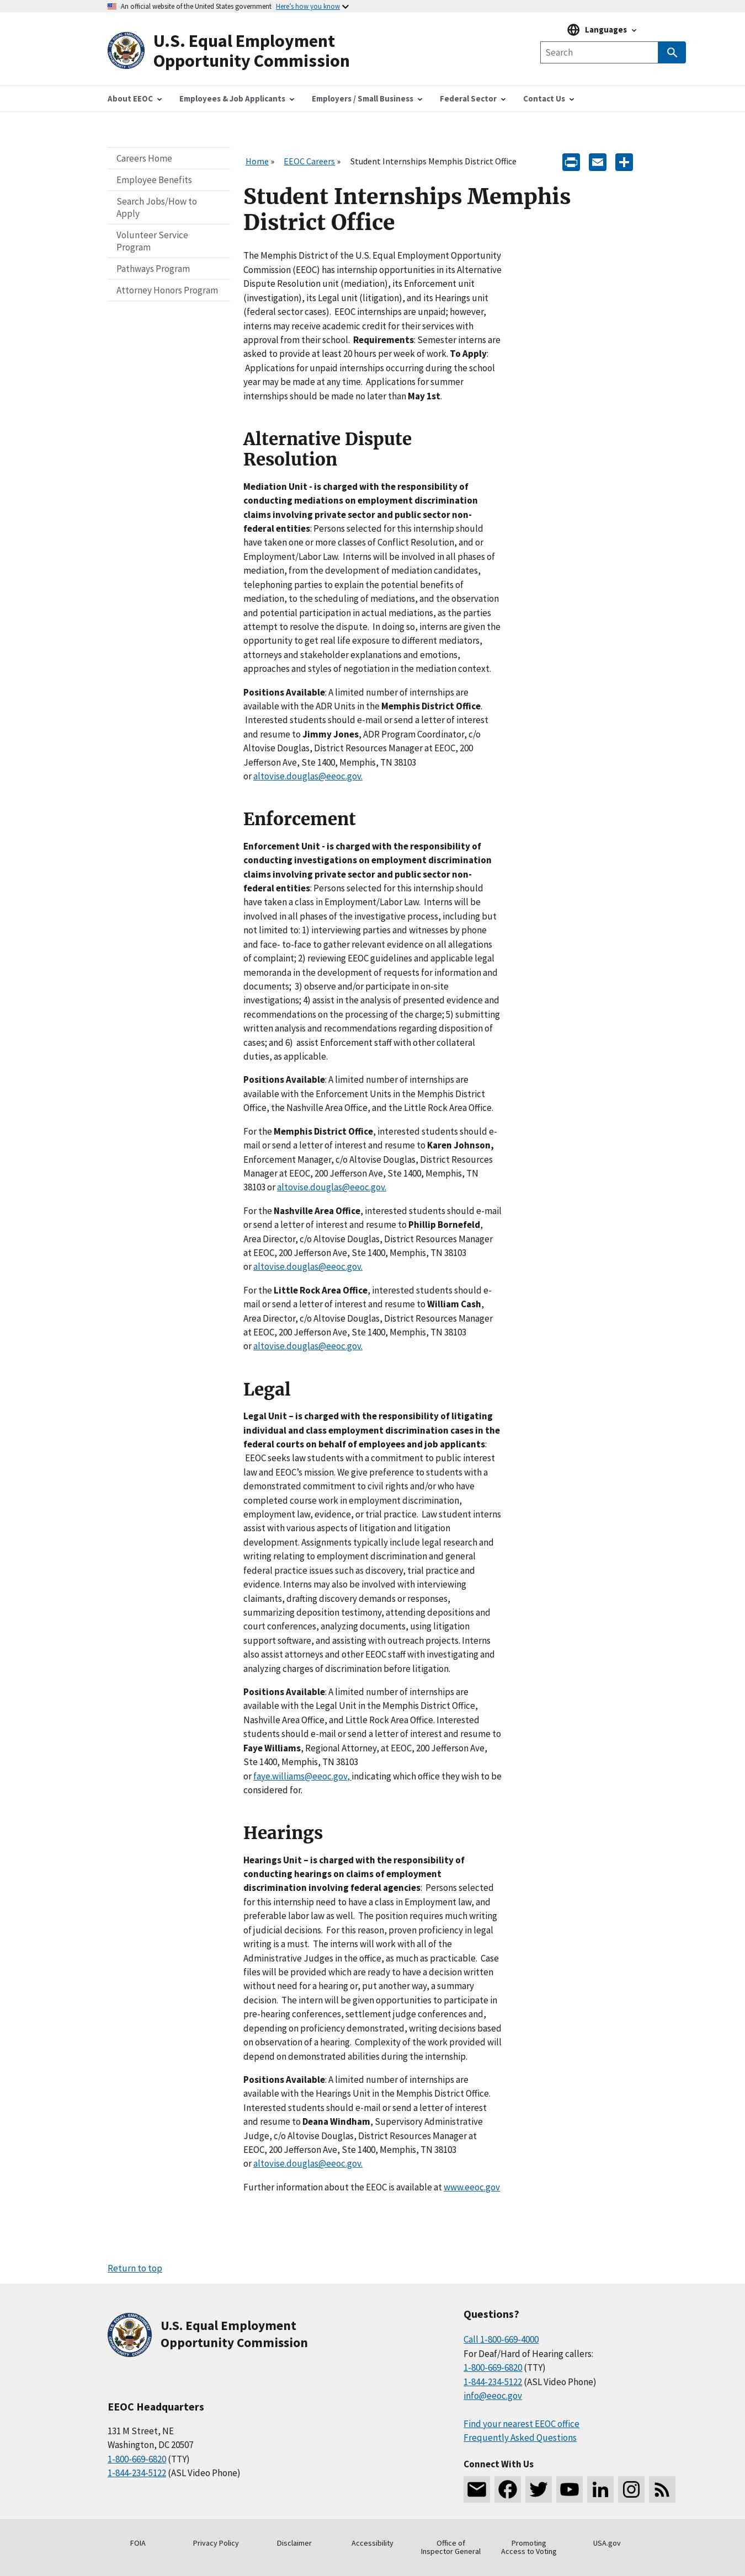 An official website of the United States government Here's how you know
U.S. Equal Employment
Opportunity Commission
Languages
Search
About EEOC
Employees & Job Applicants
Employers / Small Business
Federal Sector
Contact Us
Careers Home
Employee Benefits
Search Jobs/How to
Apply
Volunteer Service
Program
Pathways Program
Attorney Honors Program
Home » EEOC Careers » Student Internships Memphis District Office
Student Internships Memphis
District Office
The Memphis District of the U.S. Equal Employment Opportunity
Commission (EEOC) has internship opportunities in its Alternative
Dispute Resolution unit (mediation), its Enforcement unit
(investigation), its Legal unit (litigation), and its Hearings unit
(federal sector cases). EEOC internships are unpaid; however,
interns may receive academic credit for their services with
approval from their school. Requirements: Semester interns are
asked to provide at least 20 hours per week of work. To Apply:
Applications for unpaid internships occurring during the school
year may be made at any time. Applications for summer
internships should be made no later than May 1st.
Alternative Dispute
Resolution
Mediation Unit - is charged with the responsibility of
conducting mediations on employment discrimination
claims involving private sector and public sector non-
federal entities: Persons selected for this internship should
have taken one or more classes of Conflict Resolution, and or
Employment/Labor Law. Interns will be involved in all phases of
mediation, from the development of mediation candidates,
telephoning parties to explain the potential benefits of
mediation, to the scheduling of mediations, and the observation
and potential participation in actual mediations, as the parties
attempt to resolve the dispute. In doing so, interns are given the
opportunity to get real life exposure to different mediators,
attorneys and stakeholder explanations and emotions,
approaches and styles of negotiation in the mediation context.
Positions Available: A limited number of internships are
available with the ADR Units in the Memphis District Office.
Interested students should e-mail or send a letter of interest
and resume to Jimmy Jones, ADR Program Coordinator, c/o
Altovise Douglas, District Resources Manager at EEOC, 200
Jefferson Ave, Ste 1400, Memphis, TN 38103
or altovise.douglas@eeoc.gov.
Enforcement
Enforcement Unit - is charged with the responsibility of
conducting investigations on employment discrimination
claims involving private sector and public sector non-
federal entities: Persons selected for this internship should
have taken a class in Employment/Labor Law. Interns will be
involved in all phases of the investigative process, including but
not limited to: 1) interviewing parties and witnesses by phone
and face- to-face to gather relevant evidence on all allegations
of complaint; 2) reviewing EEOC guidelines and applicable legal
memoranda in the development of requests for information and
documents; 3) observe and/or participate in on-site
investigations; 4) assist in the analysis of presented evidence and
recommendations on the processing of the charge; 5) submitting
written analysis and recommendations regarding disposition of
cases; and 6) assist Enforcement staff with other collateral
duties, as applicable.
Positions Available: A limited number of internships are
available with the Enforcement Units in the Memphis District
Office, the Nashville Area Office, and the Little Rock Area Office.
For the Memphis District Office, interested students should e-
mail or send a letter of interest and resume to Karen Johnson,
Enforcement Manager, c/o Altovise Douglas, District Resources
Manager at EEOC, 200 Jefferson Ave, Ste 1400, Memphis, TN
38103 or altovise.douglas@eeoc.gov.
For the Nashville Area Office, interested students should e-mail
or send a letter of interest and resume to Phillip Bornefeld,
Area Director, c/o Altovise Douglas, District Resources Manager
at EEOC, 200 Jefferson Ave, Ste 1400, Memphis, TN 38103
or altovise.douglas@eeoc.gov.
For the Little Rock Area Office, interested students should e-
mail or send a letter of interest and resume to William Cash,
Area Director, c/o Altovise Douglas, District Resources Manager
at EEOC, 200 Jefferson Ave, Ste 1400, Memphis, TN 38103
or altovise.douglas@eeoc.gov.
Legal
Legal Unit – is charged with the responsibility of litigating
individual and class employment discrimination cases in the
federal courts on behalf of employees and job applicants:
EEOC seeks law students with a commitment to public interest
law and EEOC's mission. We give preference to students with a
demonstrated commitment to civil rights and/or who have
completed course work in employment discrimination,
employment law, evidence, or trial practice. Law student interns
assist with various aspects of litigation and litigation
development. Assignments typically include legal research and
writing relating to employment discrimination and general
federal practice issues such as discovery, trial practice and
evidence. Interns may also be involved with interviewing
claimants, drafting discovery demands or responses,
summarizing deposition testimony, attending depositions and
court conferences, analyzing documents, using litigation
support software, and assisting with outreach projects. Interns
also assist attorneys and other EEOC staff with investigating and
analyzing charges of discrimination before litigation.
Positions Available: A limited number of internships are
available with the Legal Unit in the Memphis District Office,
Nashville Area Office, and Little Rock Area Office. Interested
students should e-mail or send a letter of interest and resume to
Faye Williams, Regional Attorney, at EEOC, 200 Jefferson Ave,
Ste 1400, Memphis, TN 38103
or faye.williams@eeoc.gov, indicating which office they wish to be
considered for.
Hearings
Hearings Unit – is charged with the responsibility of
conducting hearings on claims of employment
discrimination involving federal agencies: Persons selected
for this internship need to have a class in Employment law, and
preferable labor law as well. The position requires much writing
of judicial decisions. For this reason, proven proficiency in legal
writing is a must. The interns will work with all of the
Administrative Judges in the office, as much as practicable. Case
files will be provided which are ready to have a decision written
without need for a hearing or, put another way, a summary
decision. The intern will be given opportunities to participate in
pre-hearing conferences, settlement judge conferences and,
depending on proficiency demonstrated, writing decisions based
on observation of a hearing. Complexity of the work provided will
depend on demonstrated abilities during the internship.
Positions Available: A limited number of internships are
available with the Hearings Unit in the Memphis District Office.
Interested students should e-mail or send a letter of interest
and resume to Deana Windham, Supervisory Administrative
Judge, c/o Altovise Douglas, District Resources Manager at
EEOC, 200 Jefferson Ave, Ste 1400, Memphis, TN 38103
or altovise.douglas@eeoc.gov.
Further information about the EEOC is available at www.eeoc.gov
Return to top
U.S. Equal Employment
Opportunity Commission
EEOC Headquarters
131 M Street, NE
Washington, DC 20507
1-800-669-6820 (TTY)
1-844-234-5122 (ASL Video Phone)
Questions?
Call 1-800-669-4000
For Deaf/Hard of Hearing callers:
1-800-669-6820 (TTY)
1-844-234-5122 (ASL Video Phone)
info@eeoc.gov
Find your nearest EEOC office
Frequently Asked Questions
Connect With Us
FOIA
Privacy Policy
Disclaimer
Accessibility
Office of
Inspector General
Promoting
Access to Voting
USA.gov